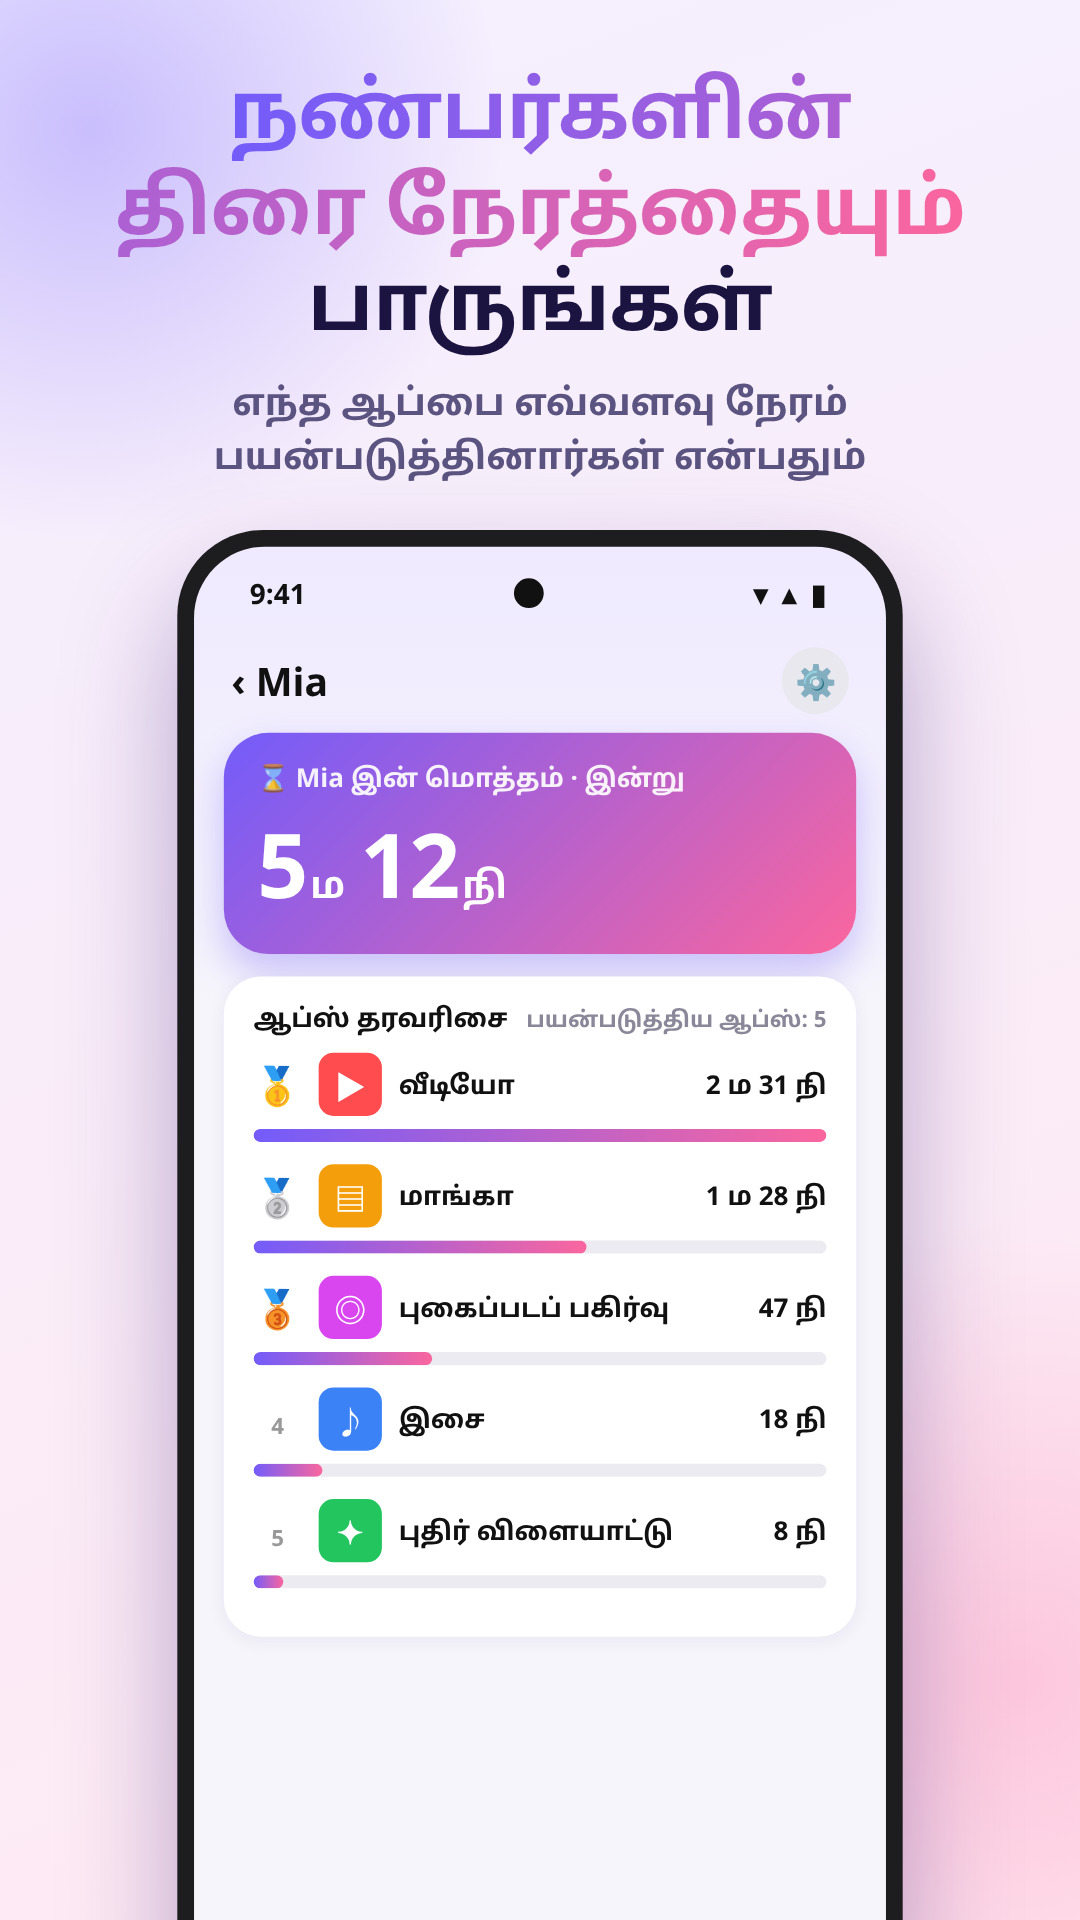 நண்பர்களின்
திரை நேரத்தையும்
பாருங்கள்
எந்த ஆப்பை எவ்வளவு நேரம்
பயன்படுத்தினார்கள் என்பதும்
9:41
‹ Mia
⌛ Mia இன் மொத்தம் · இன்று
5ம 12நி
ஆப்ஸ் தரவரிசை பயன்படுத்திய ஆப்ஸ்: 5
🥇 வீடியோ 2 ம 31 நி
🥈 மாங்கா 1 ம 28 நி
🥉 புகைப்படப் பகிர்வு 47 நி
4 இசை 18 நி
5 புதிர் விளையாட்டு 8 நி